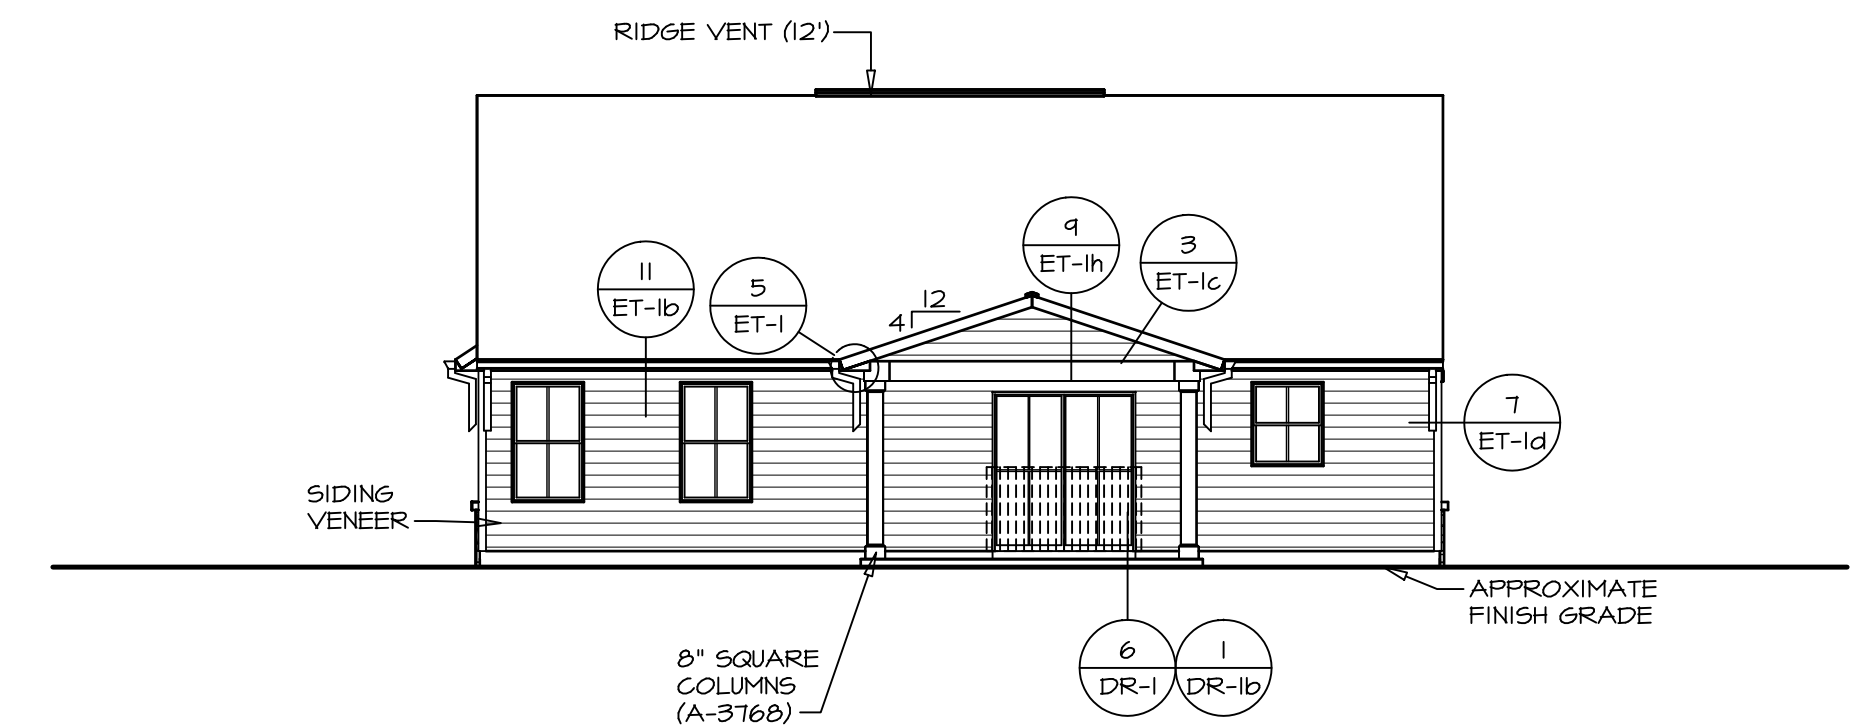 RIDGE VENT (12')
9
ET-1h
3
ET-1c
11
ET-1b
5
ET-1
12
4
7
ET-1d
SIDING
VENEER
APPROXIMATE
FINISH GRADE
8" SQUARE
COLUMNS
(A-3768)
6
DR-1
1
DR-1b